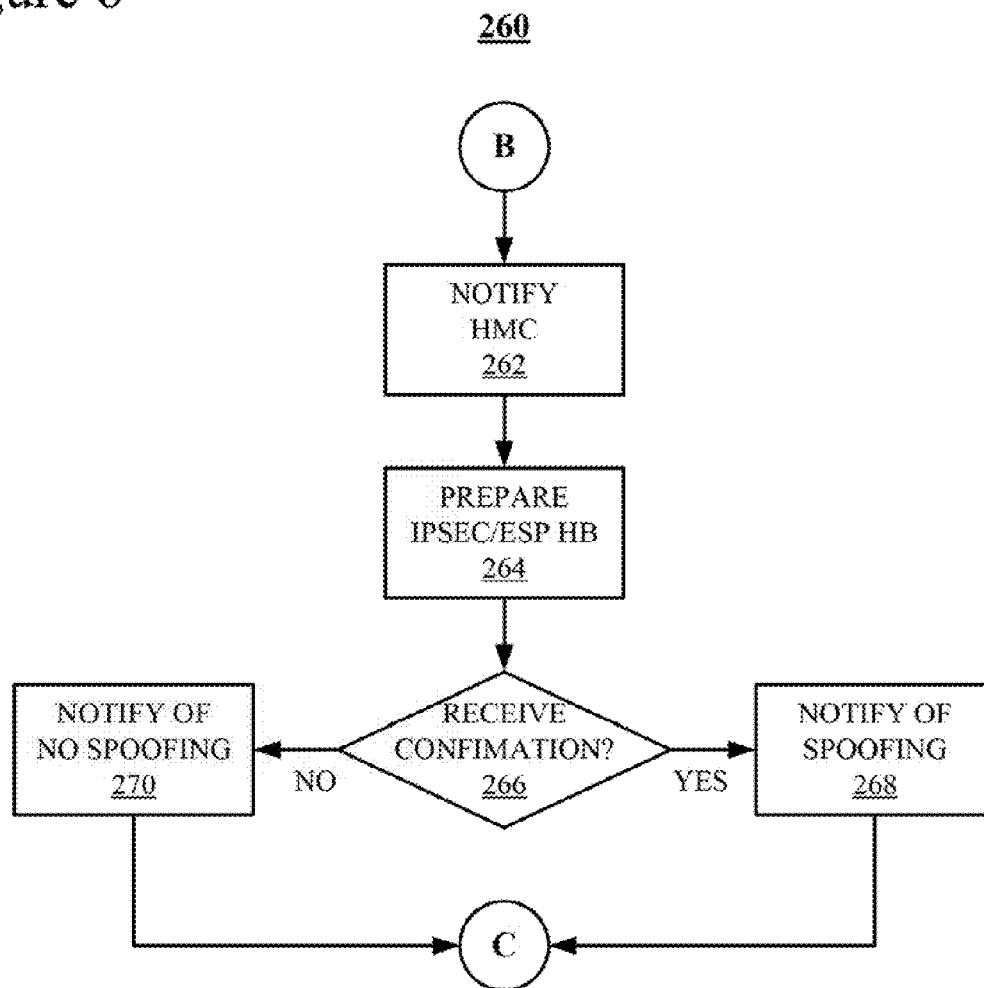 260
B
NOTIFY
HMC
262
PREPARE
IPSEC/ESP HB
264
RECEIVE
CONFIMATION?
266
NO
YES
NOTIFY OF
NO SPOOFING
270
NOTIFY OF
SPOOFING
268
C